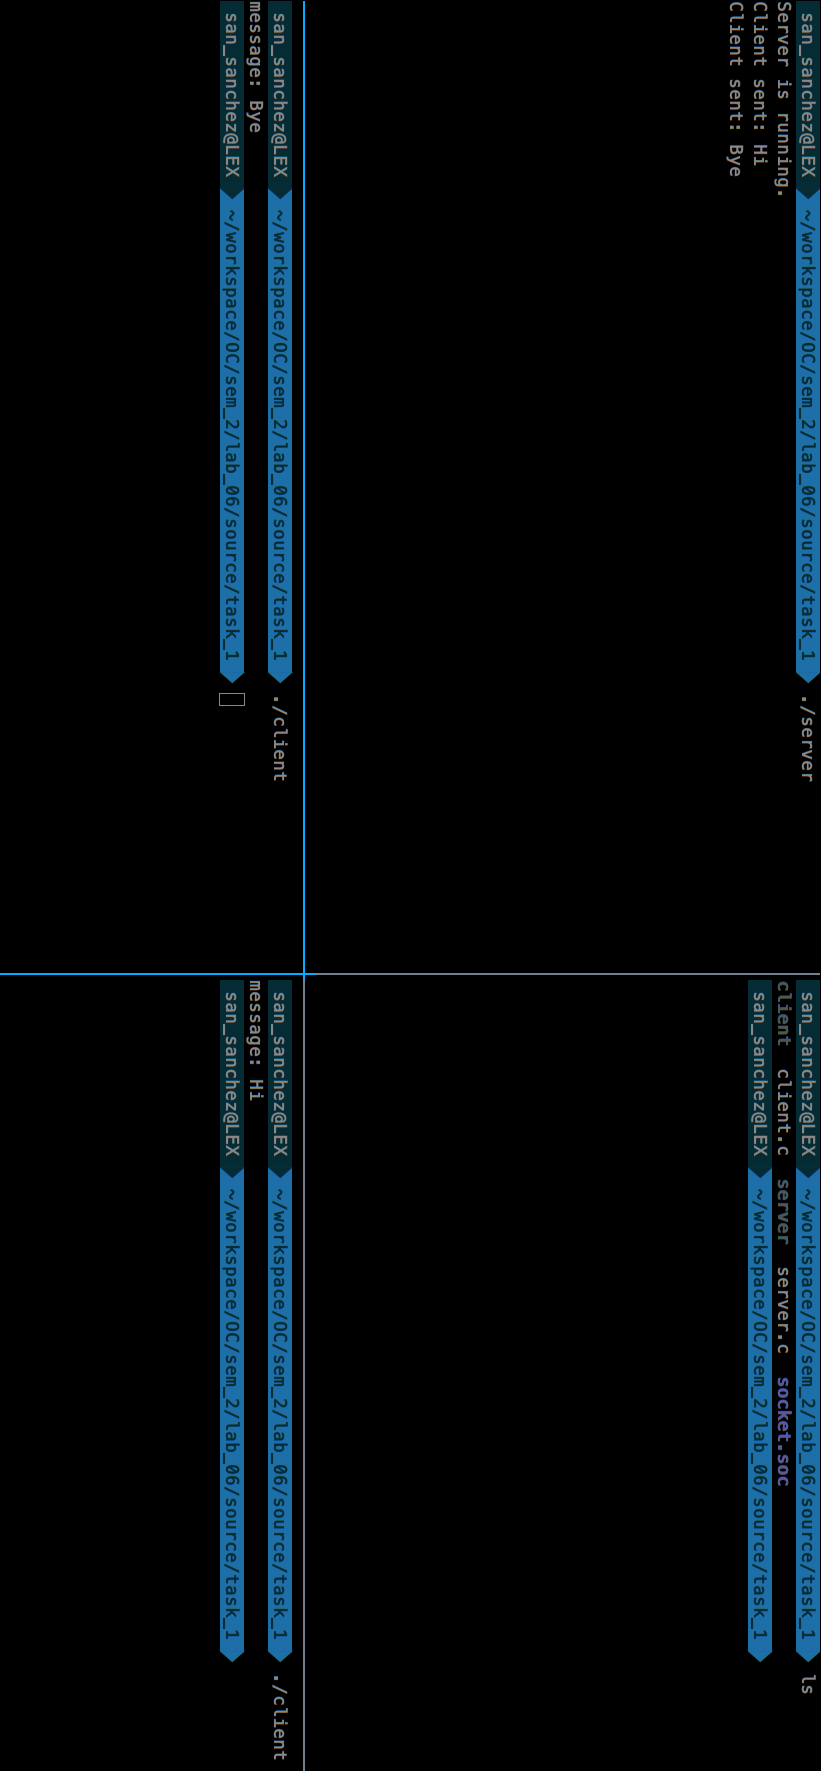 san_sanchez@LEX ~/workspace/OC/sem_2/lab_06/source/task_1 ./server
Server is running.
Client sent: Hi
Client sent: Bye
san_sanchez@LEX ~/workspace/OC/sem_2/lab_06/source/task_1 ls
client client.c server server.c socket.soc
san_sanchez@LEX ~/workspace/OC/sem_2/lab_06/source/task_1
san_sanchez@LEX ~/workspace/OC/sem_2/lab_06/source/task_1 ./client
message: Bye
san_sanchez@LEX ~/workspace/OC/sem_2/lab_06/source/task_1
san_sanchez@LEX ~/workspace/OC/sem_2/lab_06/source/task_1 ./client
message: Hi
san_sanchez@LEX ~/workspace/OC/sem_2/lab_06/source/task_1